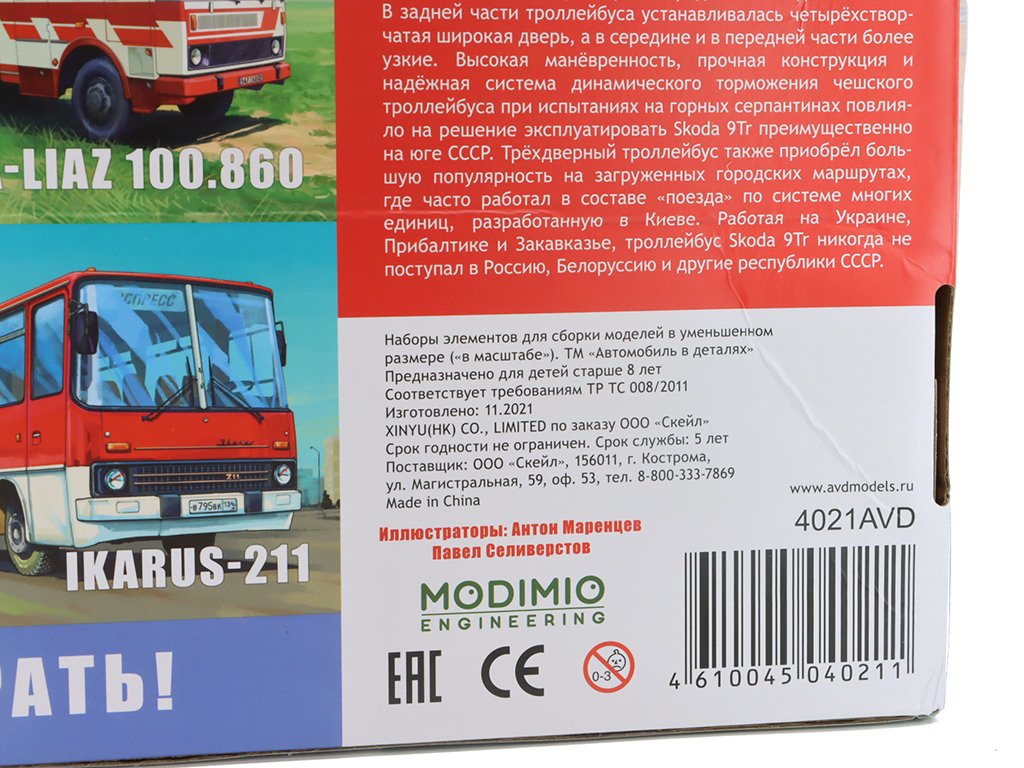 В задней части троллейбуса устанавливалась четырёхствор-
чатая широкая дверь, а в середине и в передней части более
узкие. Высокая манёвренность, прочная конструкция и
надёжная система динамического торможения чешского
троллейбуса при испытаниях на горных серпантинах повлия-
ло на решение эксплуатировать Skoda 9Tr преимущественно
на юге СССР. Трёхдверный троллейбус также приобрёл боль-
шую популярность на загруженных городских маршрутах,
где часто работал в составе «поезда» по системе многих
единиц, разработанную в Киеве. Работая на Украине,
Прибалтике и Закавказье, троллейбус Skoda 9Tr никогда не
поступал в Россию, Белоруссию и другие республики СССР.
-LIAZ 100.860
Ikarus
211
в795вк 134
IKARUS-211
РАТЬ!
Наборы элементов для сборки моделей в уменьшенном
размере («в масштабе»). ТМ «Автомобиль в деталях»
Предназначено для детей старше 8 лет
Соответствует требованиям ТР ТС 008/2011
Изготовлено: 11.2021
XINYU(HK) CO., LIMITED по заказу ООО «Скейл»
Срок годности не ограничен. Срок службы: 5 лет
Поставщик: ООО «Скейл», 156011, г. Кострома,
ул. Магистральная, 59, оф. 53, тел. 8-800-333-7869
Made in China
www.avdmodels.ru
4021AVD
Иллюстраторы: Антон Маренцев
Павел Селиверстов
MODIMIO
ENGINEERING
EAC CE 0-3
4 610045 040211